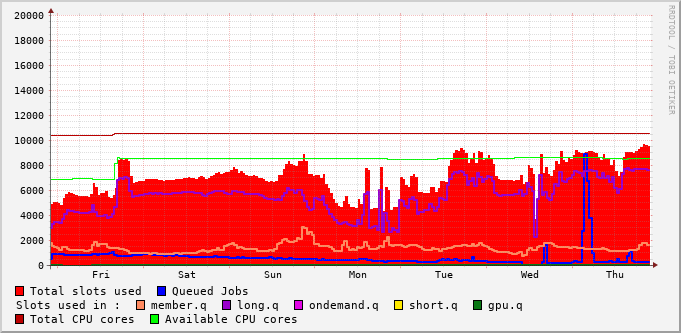 RRDTOOL / TOBI OETIKER
20000
18000
16000
14000
12000
10000
8000
6000
4000
2000
0
Fri Sat Sun Mon Tue Wed Thu
Total slots used Queued Jobs
Slots used in : member.q long.q ondemand.q short.q gpu.q
Total CPU cores Available CPU cores